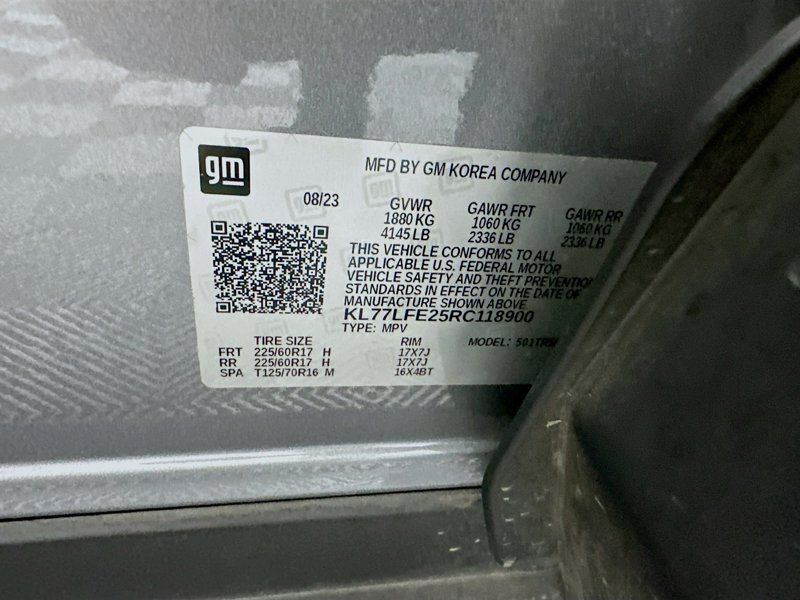 gm
MFD BY GM KOREA COMPANY
08/23
GVWR GAWR FRT GAWR RR
1880 KG 1060 KG 1060 KG
4145 LB 2336 LB 2336 LB
THIS VEHICLE CONFORMS TO ALL
APPLICABLE U.S. FEDERAL MOTOR
VEHICLE SAFETY AND THEFT PREVENTION
STANDARDS IN EFFECT ON THE DATE OF
MANUFACTURE SHOWN ABOVE
KL77LFE25RC118900
TYPE: MPV
TIRE SIZE RIM MODEL:
FRT 225/60R17 H 17X7J
RR 225/60R17 H 17X7J
SPA T125/70R16 M 16X4BT